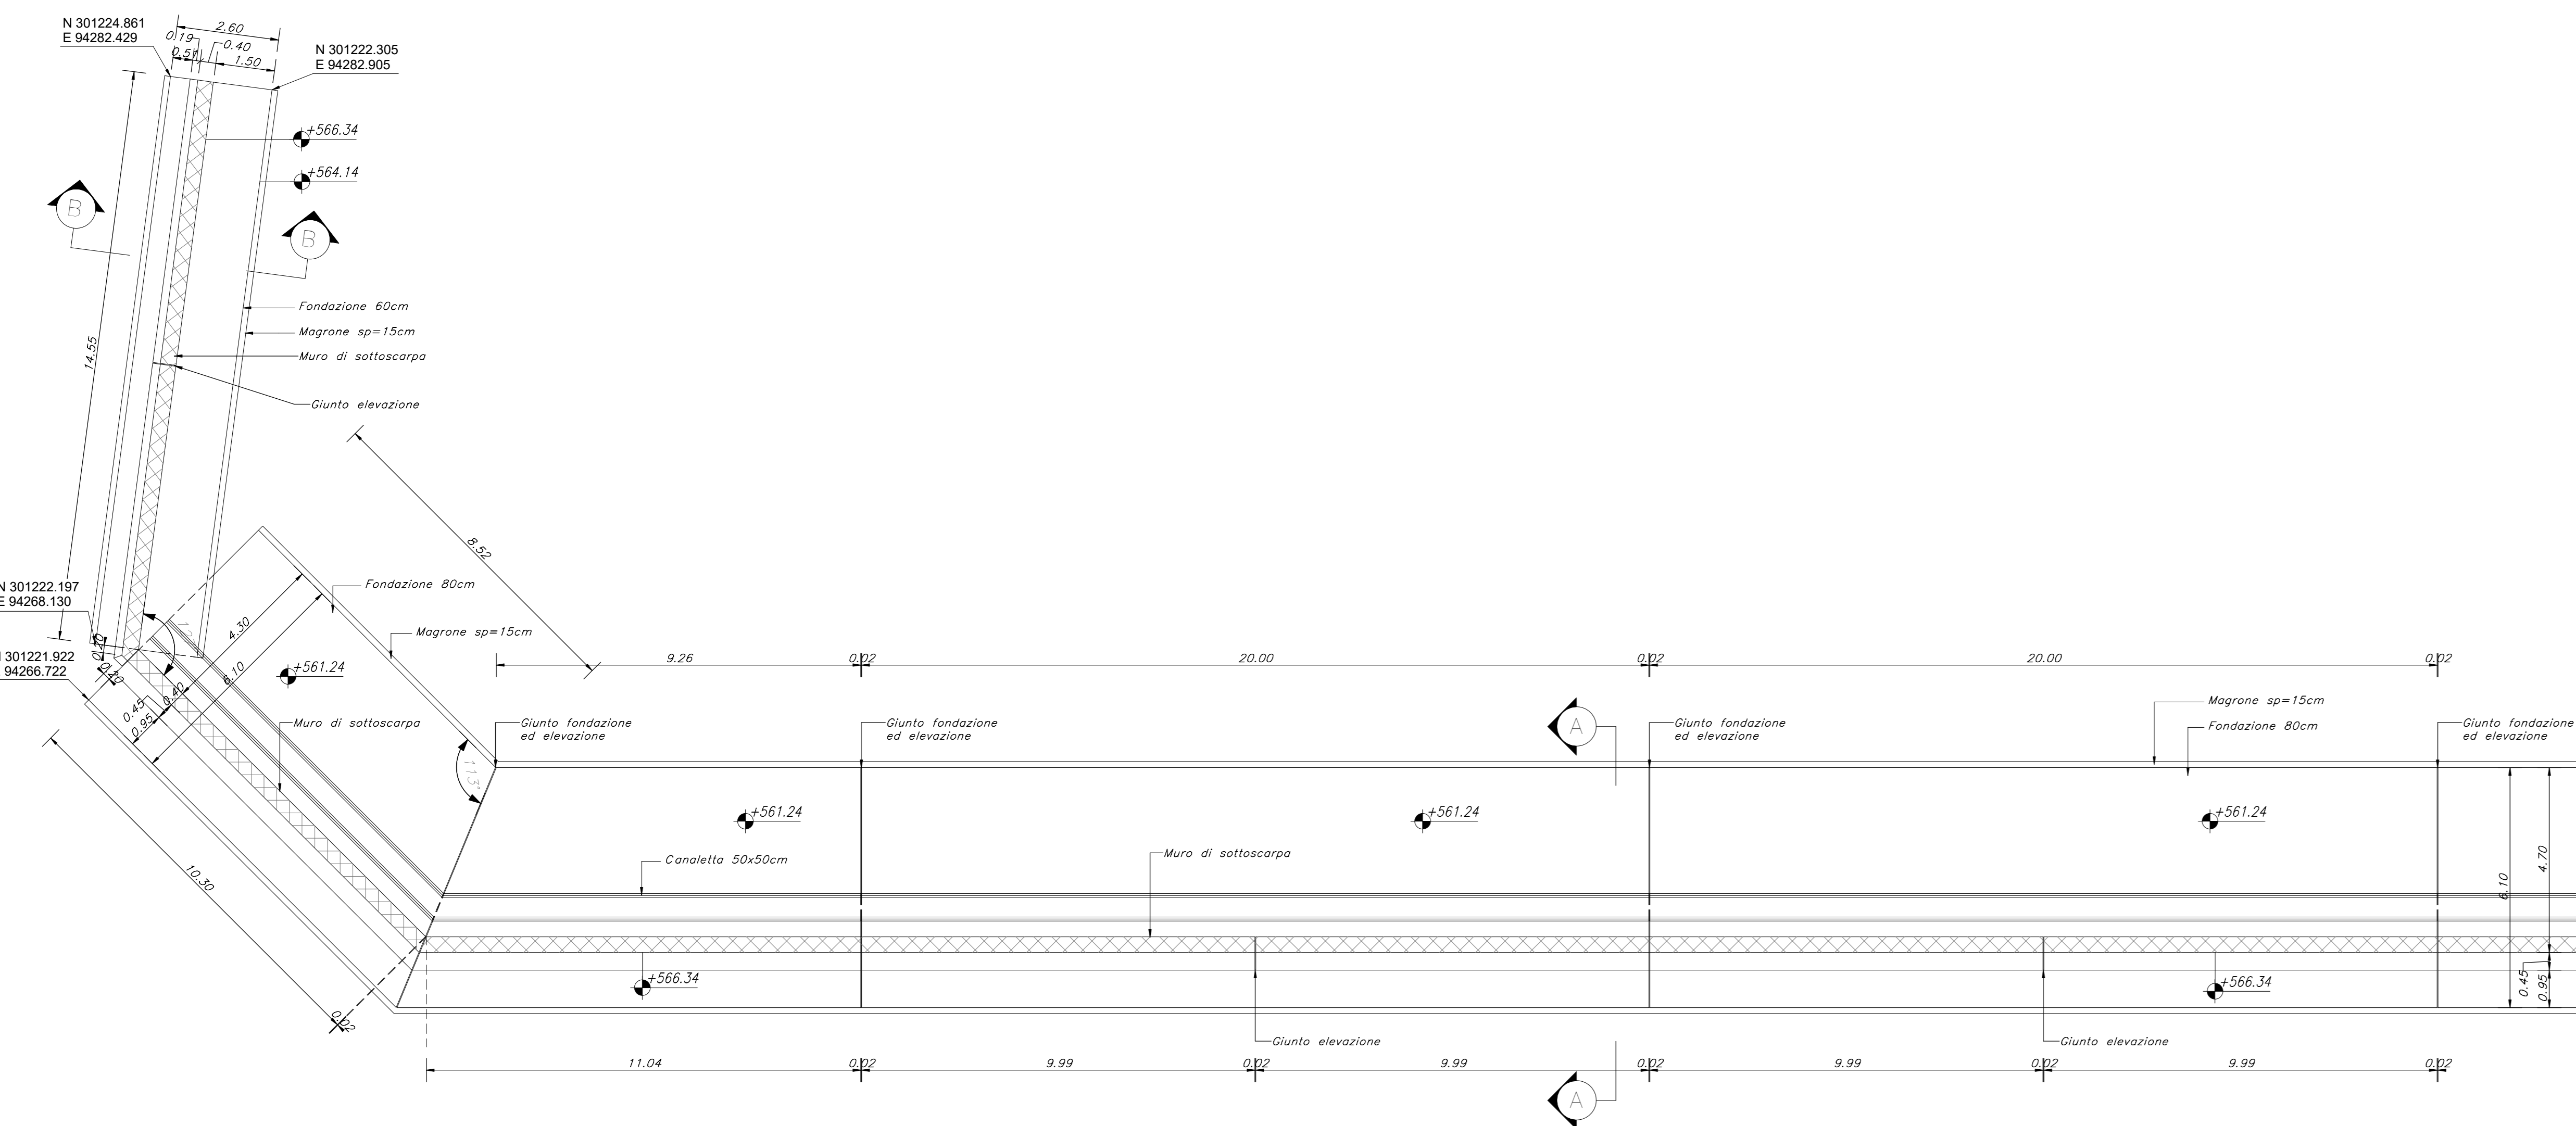 N 301224.861
E 94282.429
2.60
0.19
0.51
0.40
1.50
N 301222.305
E 94282.905
+566.34
+564.14
B
B
Fondazione 60cm
Magrone sp=15cm
Muro di sottoscarpa
14.55
Giunto elevazione
8.52
N 301222.197
E 94268.130
Fondazione 80cm
4.30
Magrone sp=15cm
301221.922
94266.722
0.20
0.20
+561.24
6.10
0.40
0.45
0.95
Muro di sottoscarpa
9.26
0.02
20.00
0.02
20.00
0.02
Giunto fondazione
ed elevazione
Giunto fondazione
ed elevazione
A
Giunto fondazione
ed elevazione
Magrone sp=15cm
Fondazione 80cm
Giunto fondazione
ed elevazione
113°
+561.24
+561.24
+561.24
10.30
Canaletta 50x50cm
Muro di sottoscarpa
6.10
4.70
+566.34
+566.34
0.45
0.95
0.02
Giunto elevazione
Giunto elevazione
11.04
0.02
9.99
0.02
9.99
0.02
9.99
0.02
9.99
0.02
A